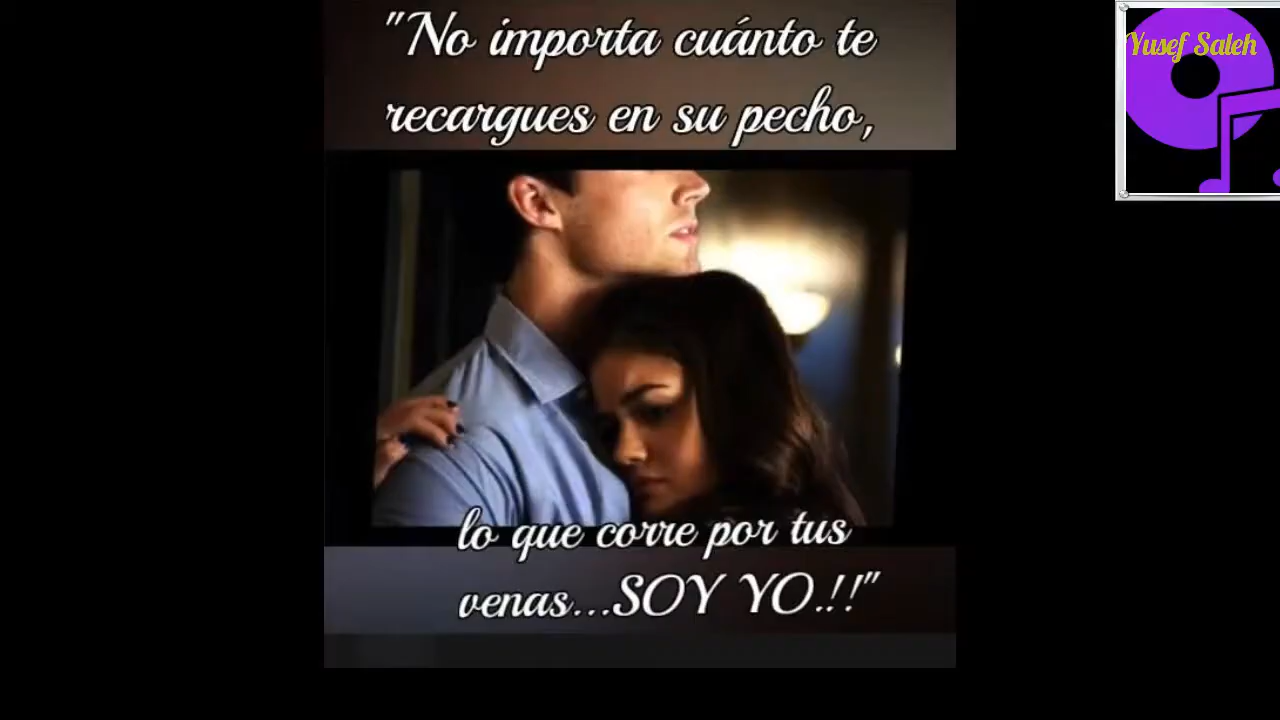 "No importa cuánto te
recargues en su pecho,
lo que corre por tus
venas...SOY YO.!!"
Yusef Saleh